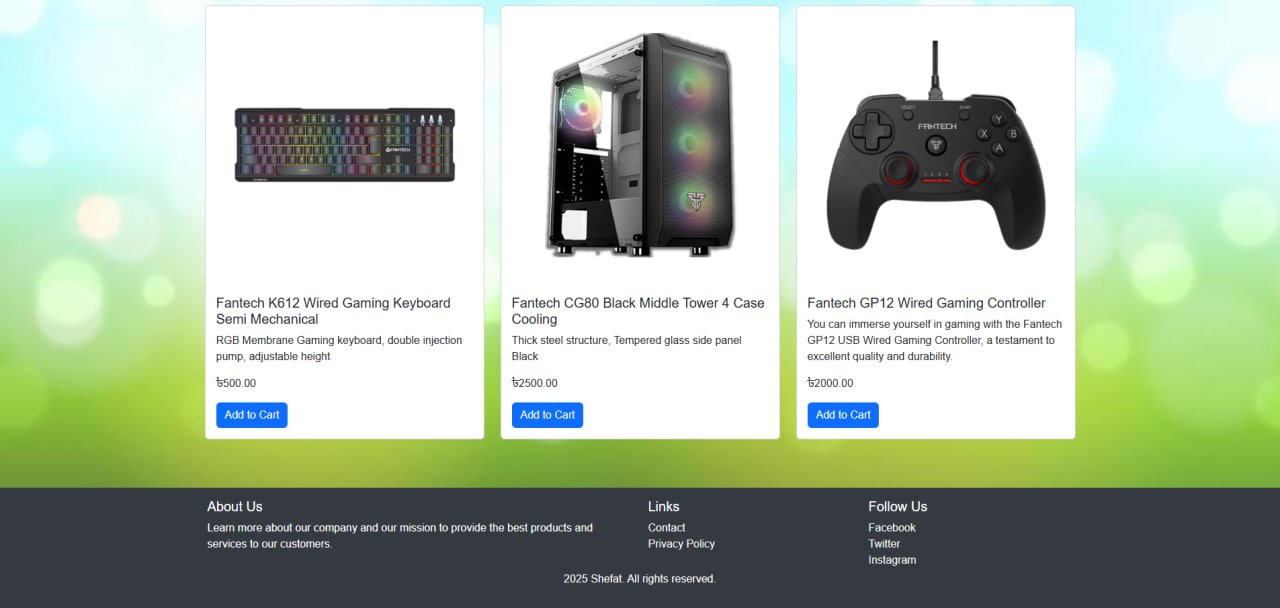 FANTECH
SELECT
START
FANTECH
Y
X
B
A
1 2 3 4
Fantech K612 Wired Gaming Keyboard
Semi Mechanical
RGB Membrane Gaming keyboard, double injection
pump, adjustable height
৳500.00
Add to Cart
Fantech CG80 Black Middle Tower 4 Case
Cooling
Thick steel structure, Tempered glass side panel
Black
৳2500.00
Add to Cart
Fantech GP12 Wired Gaming Controller
You can immerse yourself in gaming with the Fantech
GP12 USB Wired Gaming Controller, a testament to
excellent quality and durability.
৳2000.00
Add to Cart
About Us
Learn more about our company and our mission to provide the best products and
services to our customers.
Links
Contact
Privacy Policy
Follow Us
Facebook
Twitter
Instagram
2025 Shefat. All rights reserved.